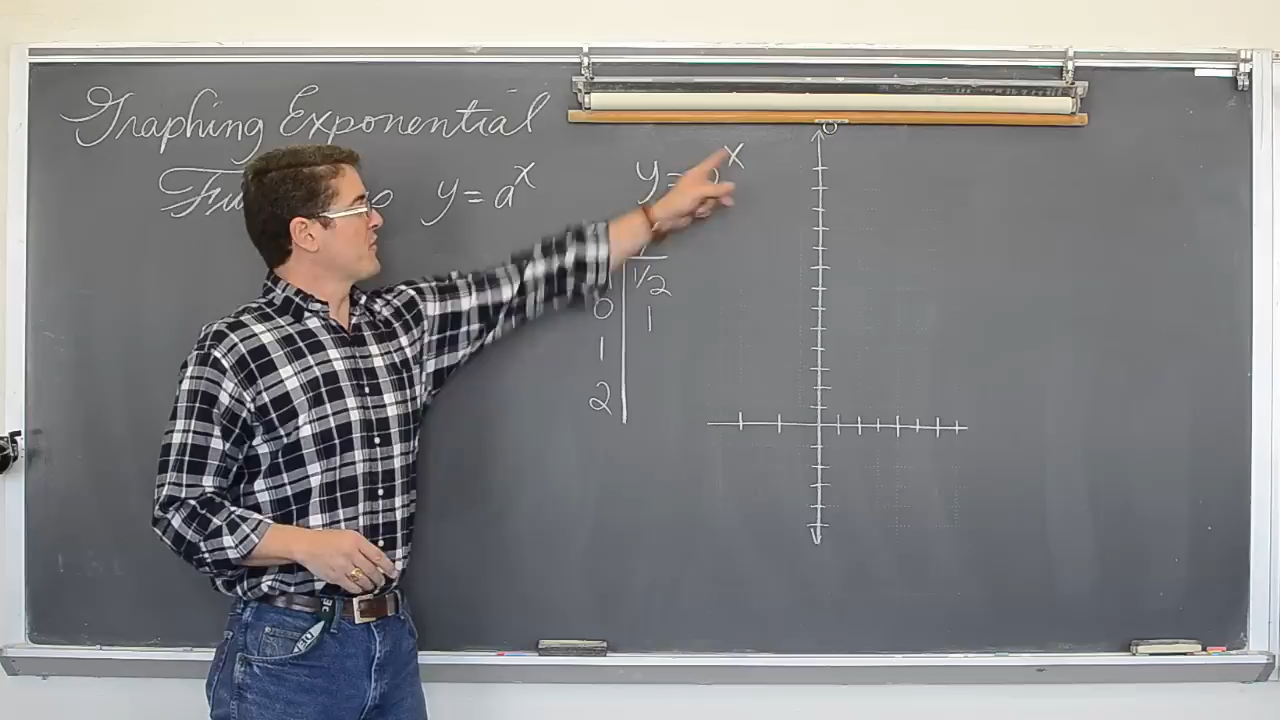 Graphing Exponential
y = a^x
y = x
1/2
0 1
1
2